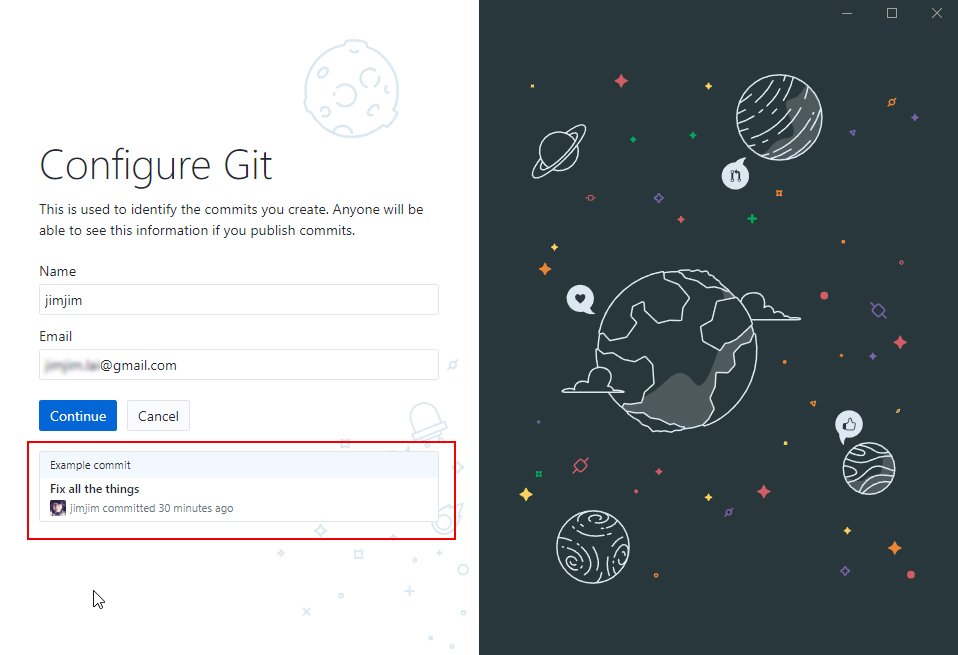 Configure Git
This is used to identify the commits you create. Anyone will be
able to see this information if you publish commits.
Name
jimjim
Email
@gmail.com
Continue Cancel
Example commit
Fix all the things
jimjim committed 30 minutes ago